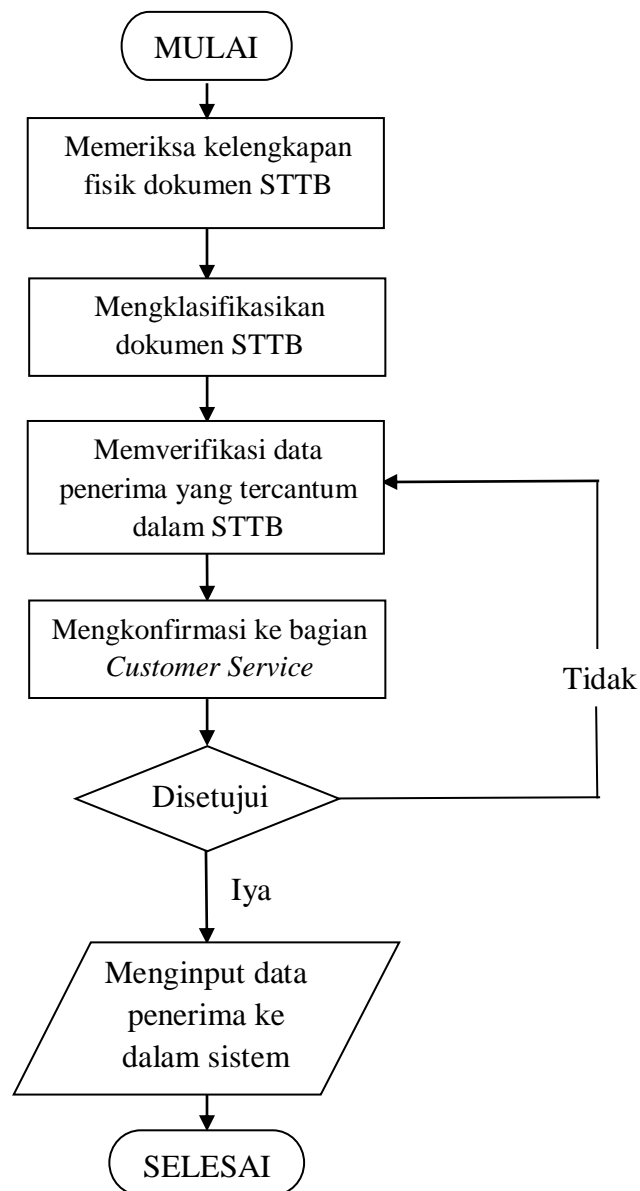 MULAI
Memeriksa kelengkapan
fisik dokumen STTB
Mengklasifikasikan
dokumen STTB
Memverifikasi data
penerima yang tercantum
dalam STTB
Mengkonfirmasi ke bagian
Customer Service
Tidak
Disetujui
Iya
Menginput data
penerima ke
dalam sistem
SELESAI